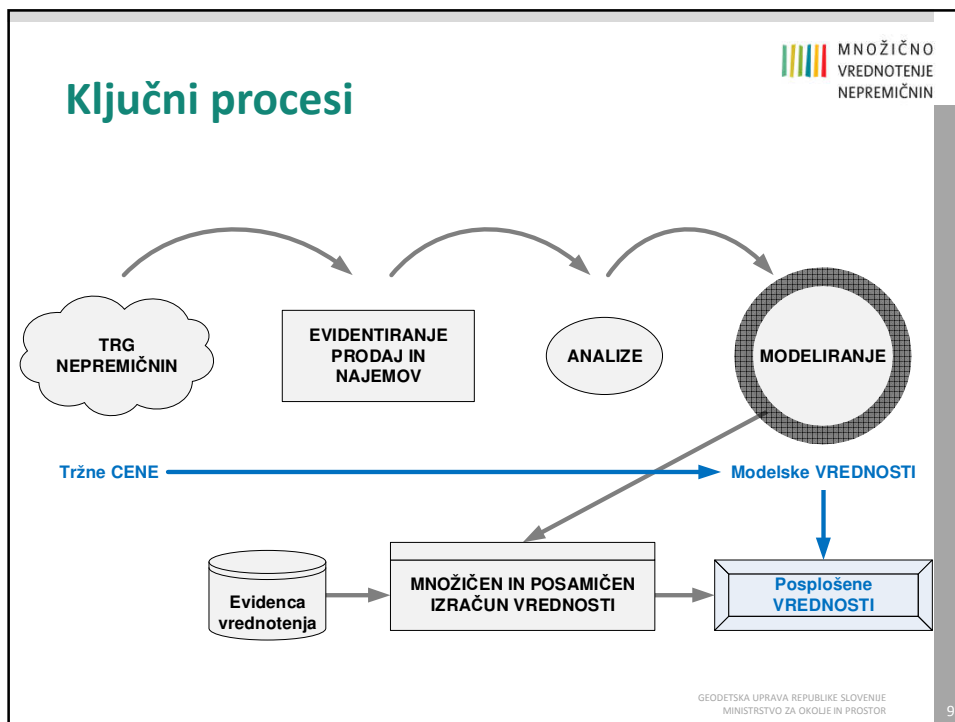 Ključni procesi
MNOŽIČNO
VREDNOTENJE
NEPREMIČNIN
TRG
NEPREMIČNIN
EVIDENTIRANJE
PRODAJ IN
NAJEMOV
ANALIZE
MODELIRANJE
Tržne CENE
Modelske VREDNOSTI
Evidenca
vrednotenja
MNOŽIČEN IN POSAMIČEN
IZRAČUN VREDNOSTI
Posplošene
VREDNOSTI
GEODETSKA UPRAVA REPUBLIKE SLOVENIJE
MINISTRSTVO ZA OKOLJE IN PROSTOR
9